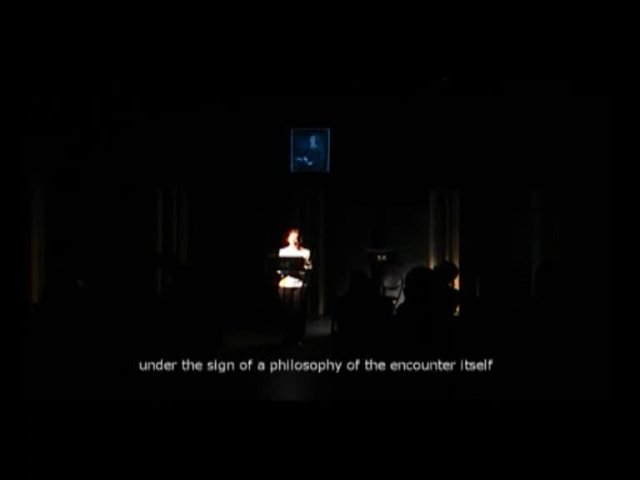 under the sign of a philosophy of the encounter itself